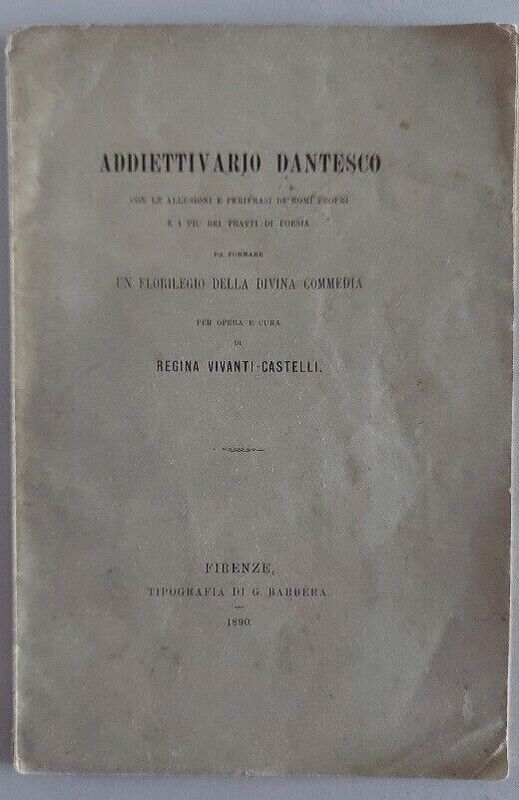 ADDIETTIVARIO DANTESCO
CON LE ALLUSIONI E PERIFRASI DE' NOMI PROPRI
E I PIÙ BEI TRATTI DI POESIA
DA FORMARE
UN FLORILEGIO DELLA DIVINA COMMEDIA
PER OPERA E CURA
DI
REGINA VIVANTI-CASTELLI.
FIRENZE,
TIPOGRAFIA DI G. BARBÈRA.
1890.